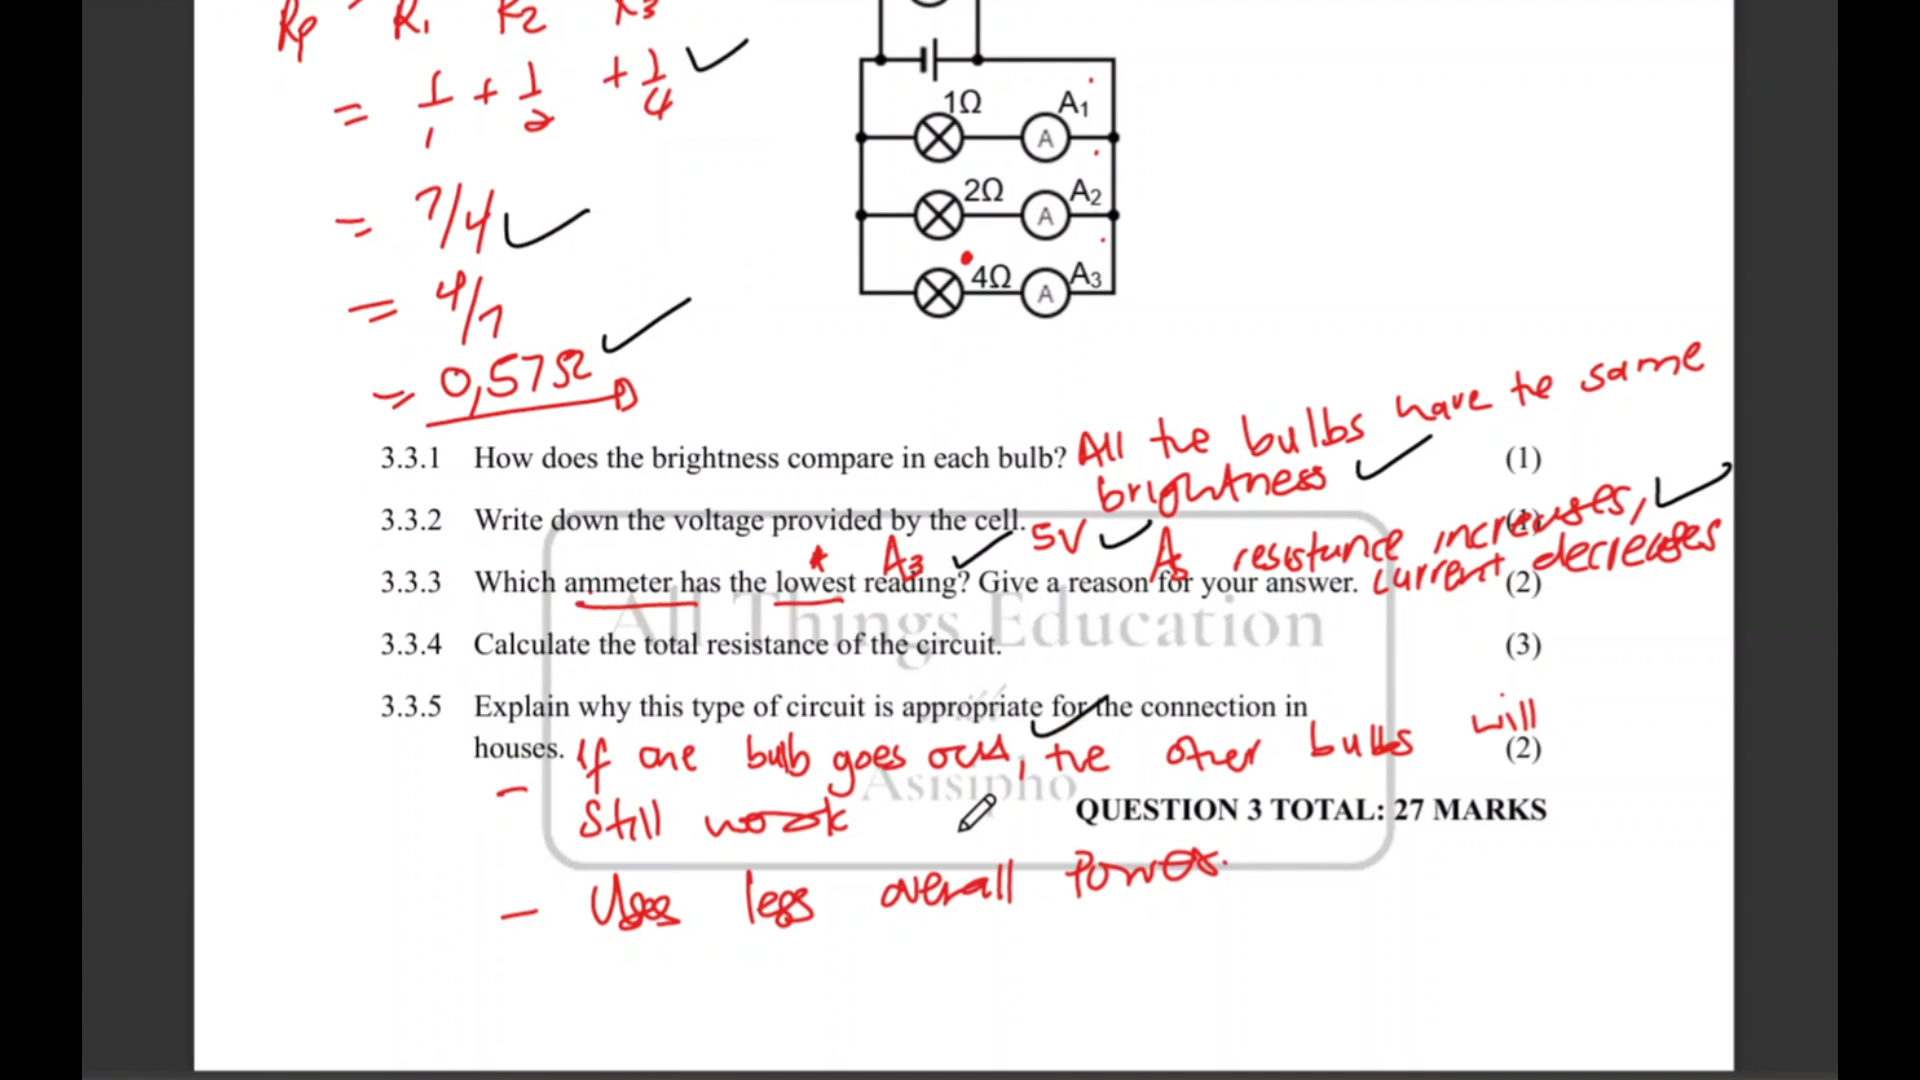 Rp R1 R2 R3
= 1/1 + 1/2 + 1/4
= 7/4
= 4/7
= 0,57Ω
1Ω A1
A
2Ω A2
A
4Ω A3
A
3.3.1 How does the brightness compare in each bulb? All the bulbs have the same brightness (1)
3.3.2 Write down the voltage provided by the cell. 5V (1)
3.3.3 Which ammeter has the lowest reading? Give a reason for your answer. (2)
A3 As resistance increases,
current decreases
3.3.4 Calculate the total resistance of the circuit. (3)
3.3.5 Explain why this type of circuit is appropriate for the connection in
houses. (2)
- If one bulb goes out, the other bulbs will
still work
QUESTION 3 TOTAL: 27 MARKS
- Uses less overall Power.
All Things Education
Asisipho